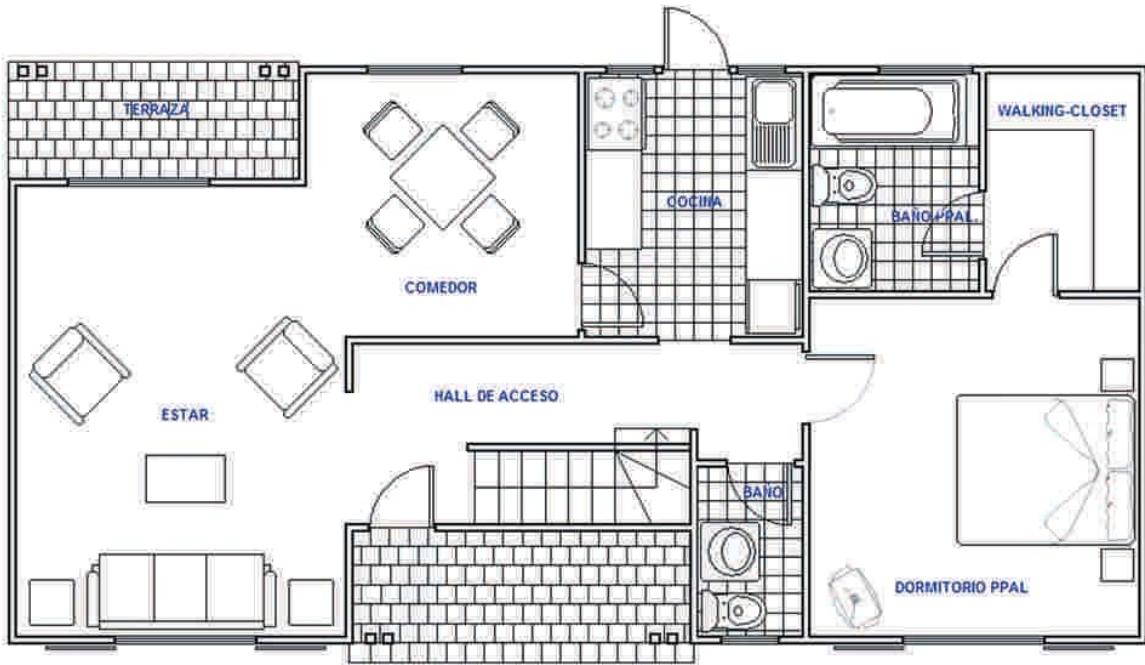 TERRAZA
WALKING-CLOSET
COCINA
BAÑO PPAL.
COMEDOR
HALL DE ACCESO
ESTAR
BAÑO
DORMITORIO PPAL